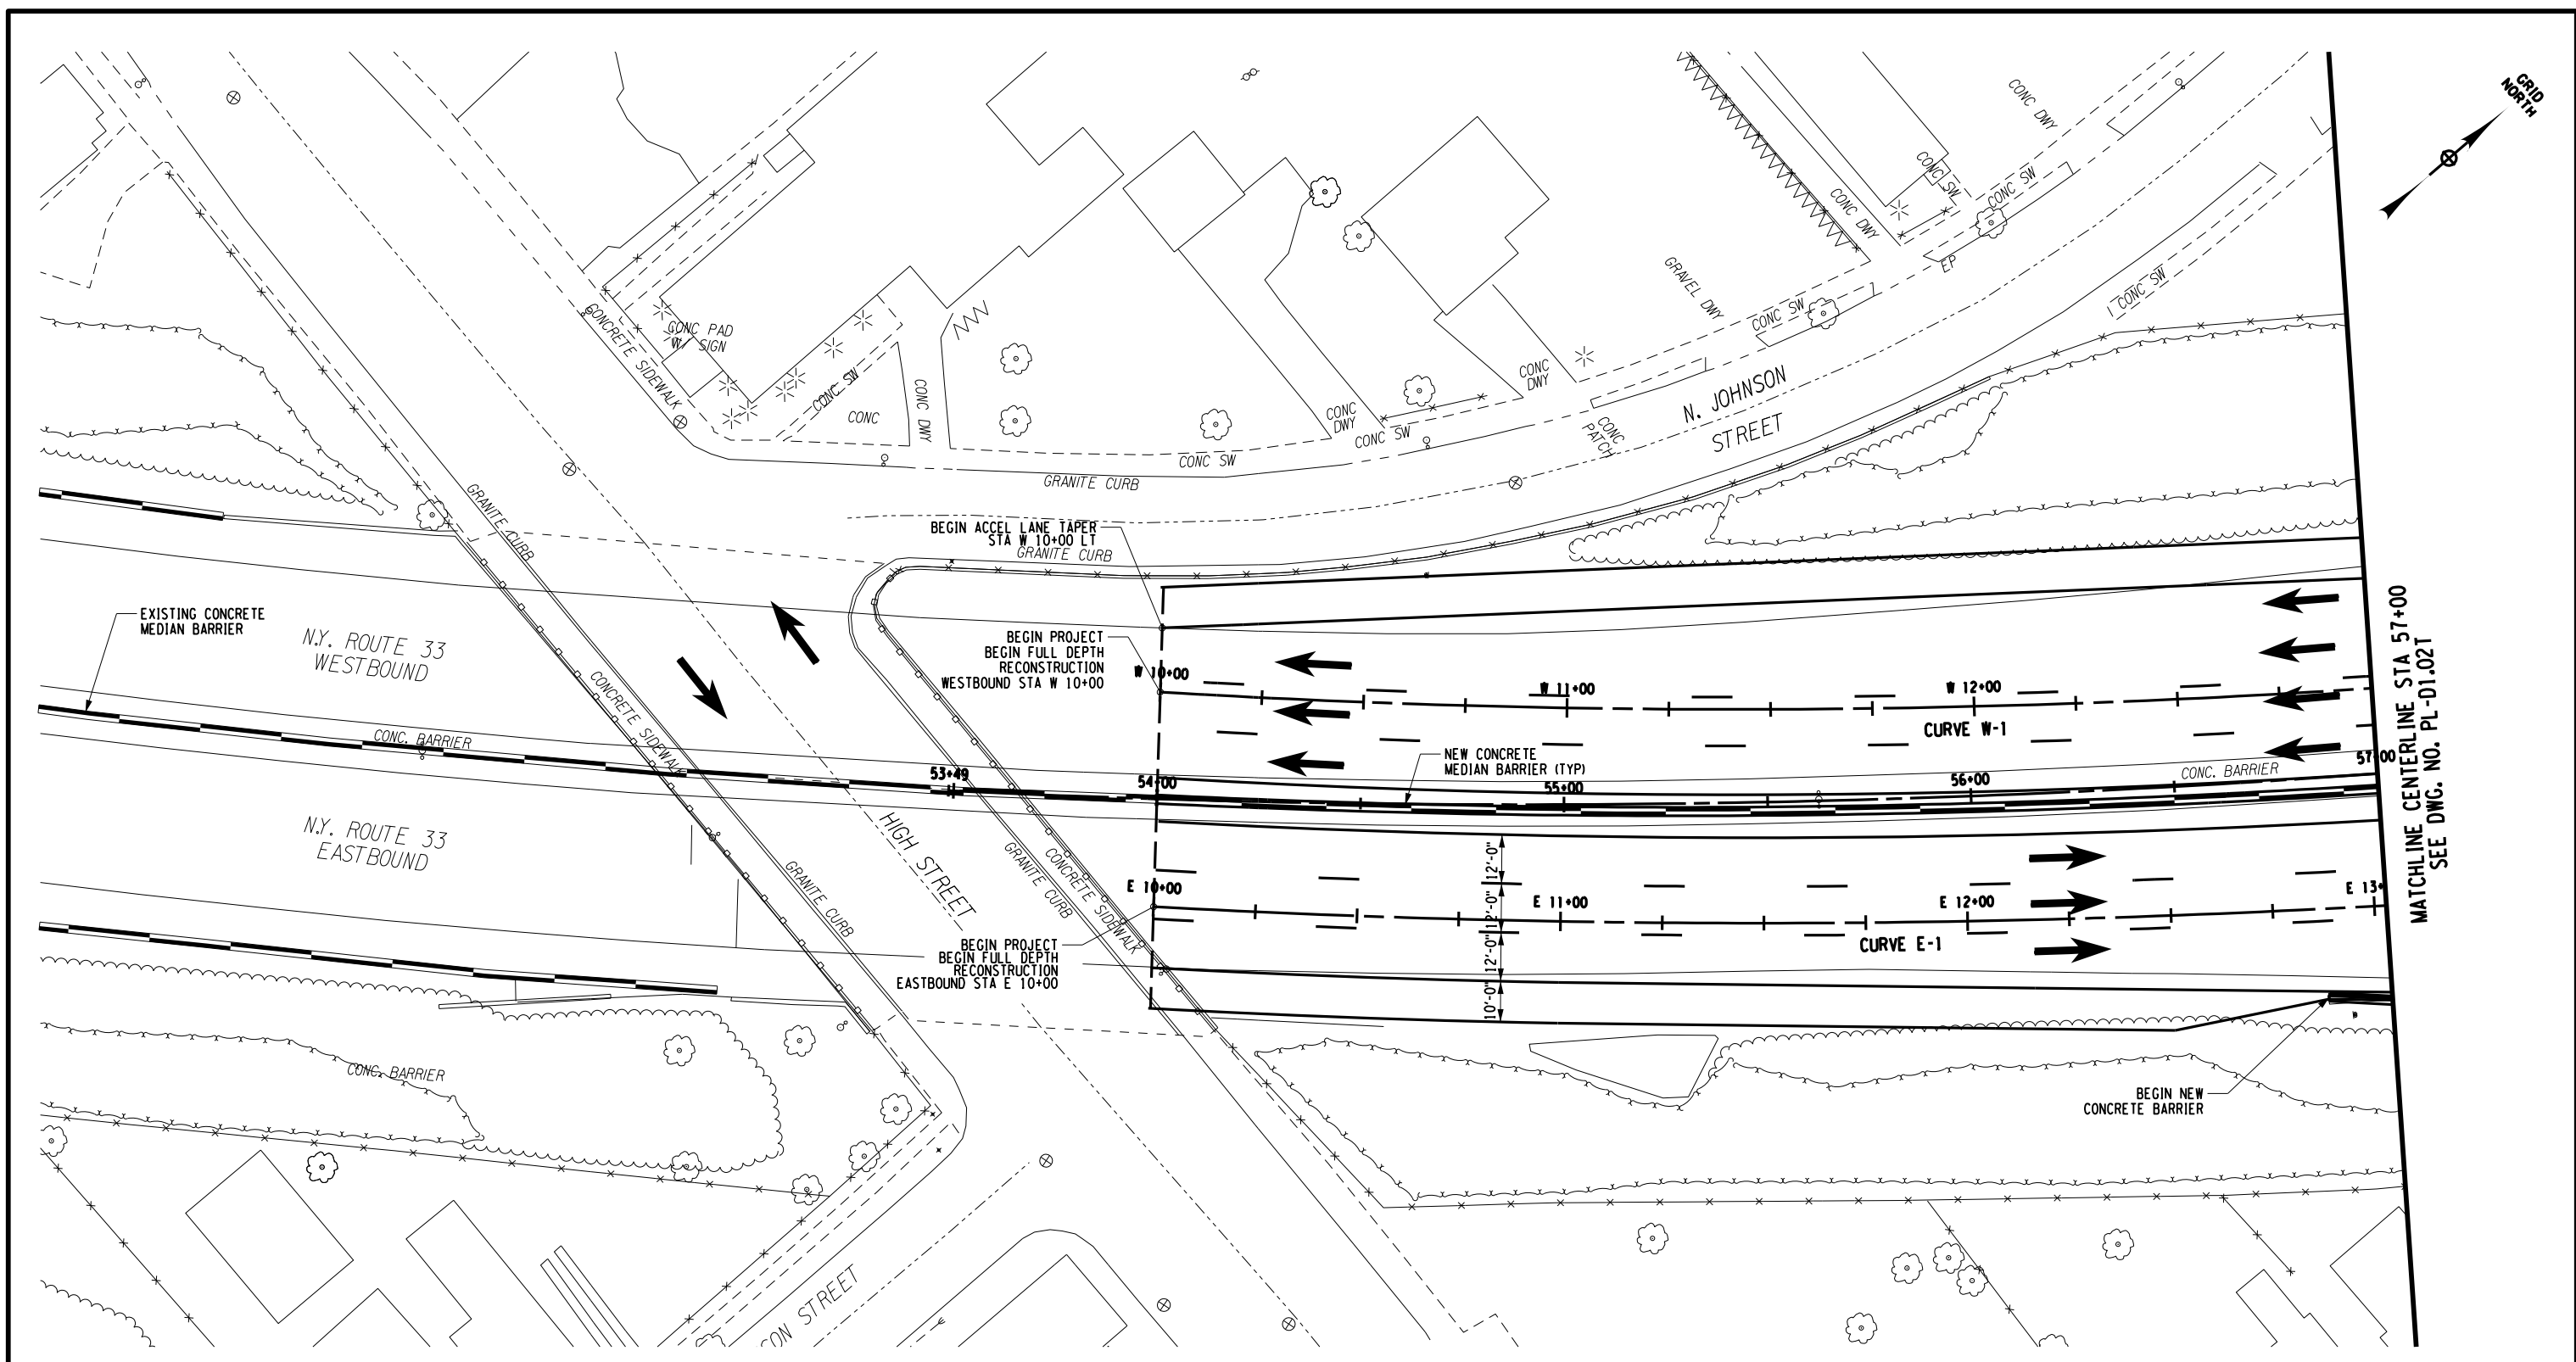 GRID
NORTH
CONC DWY
CONC SW
CONC SW
CONC DWY
GRAVEL DWY
EP
CONC SW
CONC SW
CONCRETE SIDEWALK
CONC PAD
W/ SIGN
CONC SW
CONC
CONC DWY
CONC
DWY
CONC
DWY
CONC SW
CONC SW
CONC
PATCH
N. JOHNSON
STREET
GRANITE CURB
GRANITE CURB
BEGIN ACCEL LANE TAPER
STA W 10+00 LT
GRANITE CURB
EXISTING CONCRETE
MEDIAN BARRIER
N.Y. ROUTE 33
WESTBOUND
BEGIN PROJECT
BEGIN FULL DEPTH
RECONSTRUCTION
WESTBOUND STA W 10+00
W 10+00
W 11+00
W 12+00
CURVE W-1
MATCHLINE CENTERLINE STA 57+00
SEE DWG. NO. PL-D1.02T
CONC. BARRIER
CONCRETE SIDEWALK
NEW CONCRETE
MEDIAN BARRIER (TYP)
53+49
54+00
55+00
56+00
57+00
CONC. BARRIER
N.Y. ROUTE 33
EASTBOUND
HIGH STREET
GRANITE CURB
GRANITE CURB
CONCRETE SIDEWALK
12'-0"
12'-0"
12'-0"
10'-0"
E 10+00
E 11+00
E 12+00
E 13+
CURVE E-1
BEGIN PROJECT
BEGIN FULL DEPTH
RECONSTRUCTION
EASTBOUND STA E 10+00
CONC. BARRIER
BEGIN NEW
CONCRETE BARRIER
ON STREET